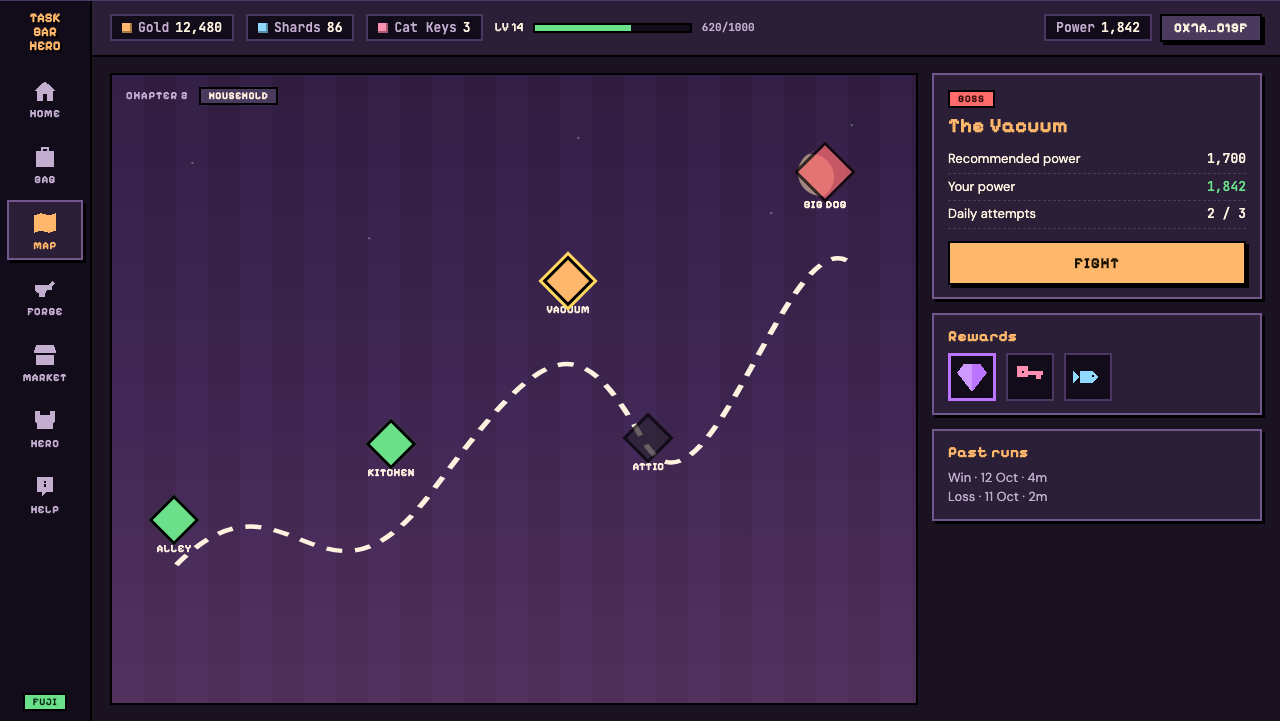 TASK
BAR
HERO
Gold 12,480
Shards 86
Cat Keys 3
LV 14
620/1000
Power 1,842
0X7A…019F
HOME
BAG
MAP
FORGE
MARKET
HERO
HELP
FUJI
CHAPTER 2
HOUSEHOLD
BIG DOG
VACUUM
KITCHEN
ATTIC
ALLEY
BOSS
The Vacuum
Recommended power 1,700
Your power 1,842
Daily attempts 2 / 3
FIGHT
Rewards
Past runs
Win · 12 Oct · 4m
Loss · 11 Oct · 2m